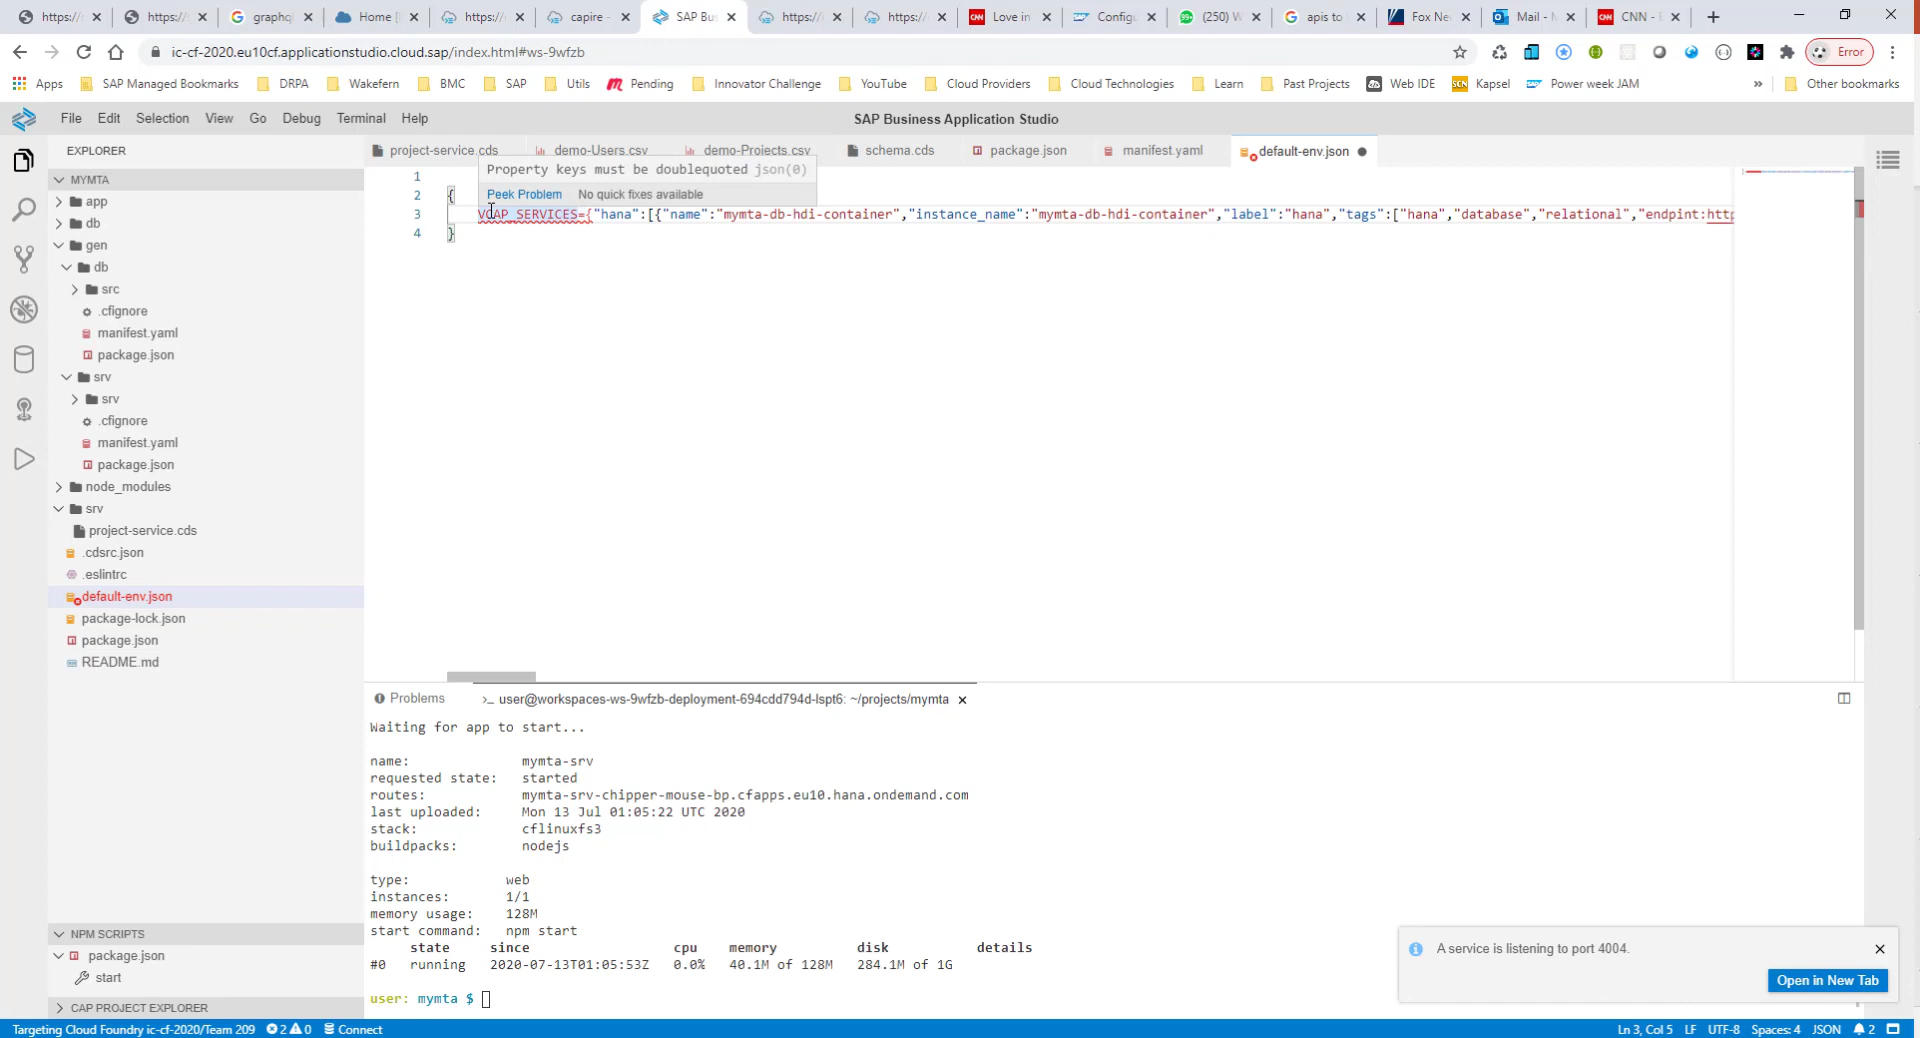 https://s
https://s
graphq
Home [
https://
capire -
SAP Bu
https://i
https://
Love in
Config
(250) W
apis to
Fox Ne
Mail - N
CNN - B
ic-cf-2020.eu10cf.applicationstudio.cloud.sap/index.html#ws-9wfzb
Error
Apps
SAP Managed Bookmarks
DRPA
Wakefern
BMC
SAP
Utils
Pending
Innovator Challenge
YouTube
Cloud Providers
Cloud Technologies
Learn
Past Projects
Web IDE
Kapsel
Power week JAM
»
Other bookmarks
File Edit Selection View Go Debug Terminal Help
SAP Business Application Studio
EXPLORER
project-service.cds
demo-Users.csv
demo-Projects.csv
schema.cds
package.json
manifest.yaml
default-env.json
MYMTA
app
db
gen
db
src
.cfignore
manifest.yaml
package.json
srv
srv
.cfignore
manifest.yaml
package.json
node_modules
srv
project-service.cds
.cdsrc.json
.eslintrc
default-env.json
package-lock.json
package.json
README.md
NPM SCRIPTS
package.json
start
CAP PROJECT EXPLORER
Property keys must be doublequoted json(0)
Peek Problem No quick fixes available
1
2 {
3 VCAP_SERVICES={"hana":[{"name":"mymta-db-hdi-container","instance_name":"mymta-db-hdi-container","label":"hana","tags":["hana","database","relational","endpint:http
4 }
Problems
>_ user@workspaces-ws-9wfzb-deployment-694cdd794d-lspt6: ~/projects/mymta
Waiting for app to start...
name: mymta-srv
requested state: started
routes: mymta-srv-chipper-mouse-bp.cfapps.eu10.hana.ondemand.com
last uploaded: Mon 13 Jul 01:05:22 UTC 2020
stack: cflinuxfs3
buildpacks: nodejs
type: web
instances: 1/1
memory usage: 128M
start command: npm start
state since cpu memory disk details
#0 running 2020-07-13T01:05:53Z 0.0% 40.1M of 128M 284.1M of 1G
user: mymta $
A service is listening to port 4004.
Open in New Tab
Targeting Cloud Foundry ic-cf-2020/Team 209
2
0
Connect
Ln 3, Col 5
LF
UTF-8
Spaces: 4
JSON
2